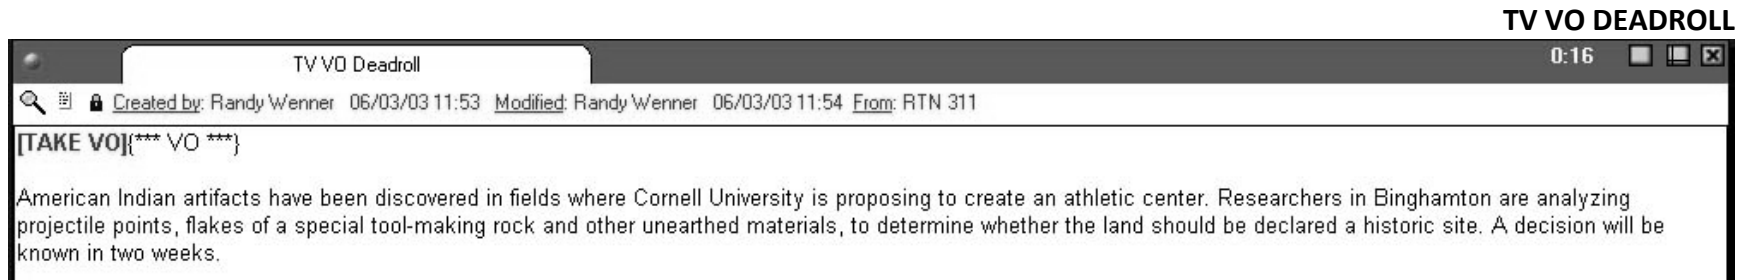 TV VO DEADROLL
TV VO Deadroll 0:16
Created by: Randy Wenner 06/03/03 11:53 Modified: Randy Wenner 06/03/03 11:54 From: RTN 311
[TAKE VO]{*** VO ***}
American Indian artifacts have been discovered in fields where Cornell University is proposing to create an athletic center. Researchers in Binghamton are analyzing
projectile points, flakes of a special tool-making rock and other unearthed materials, to determine whether the land should be declared a historic site. A decision will be
known in two weeks.